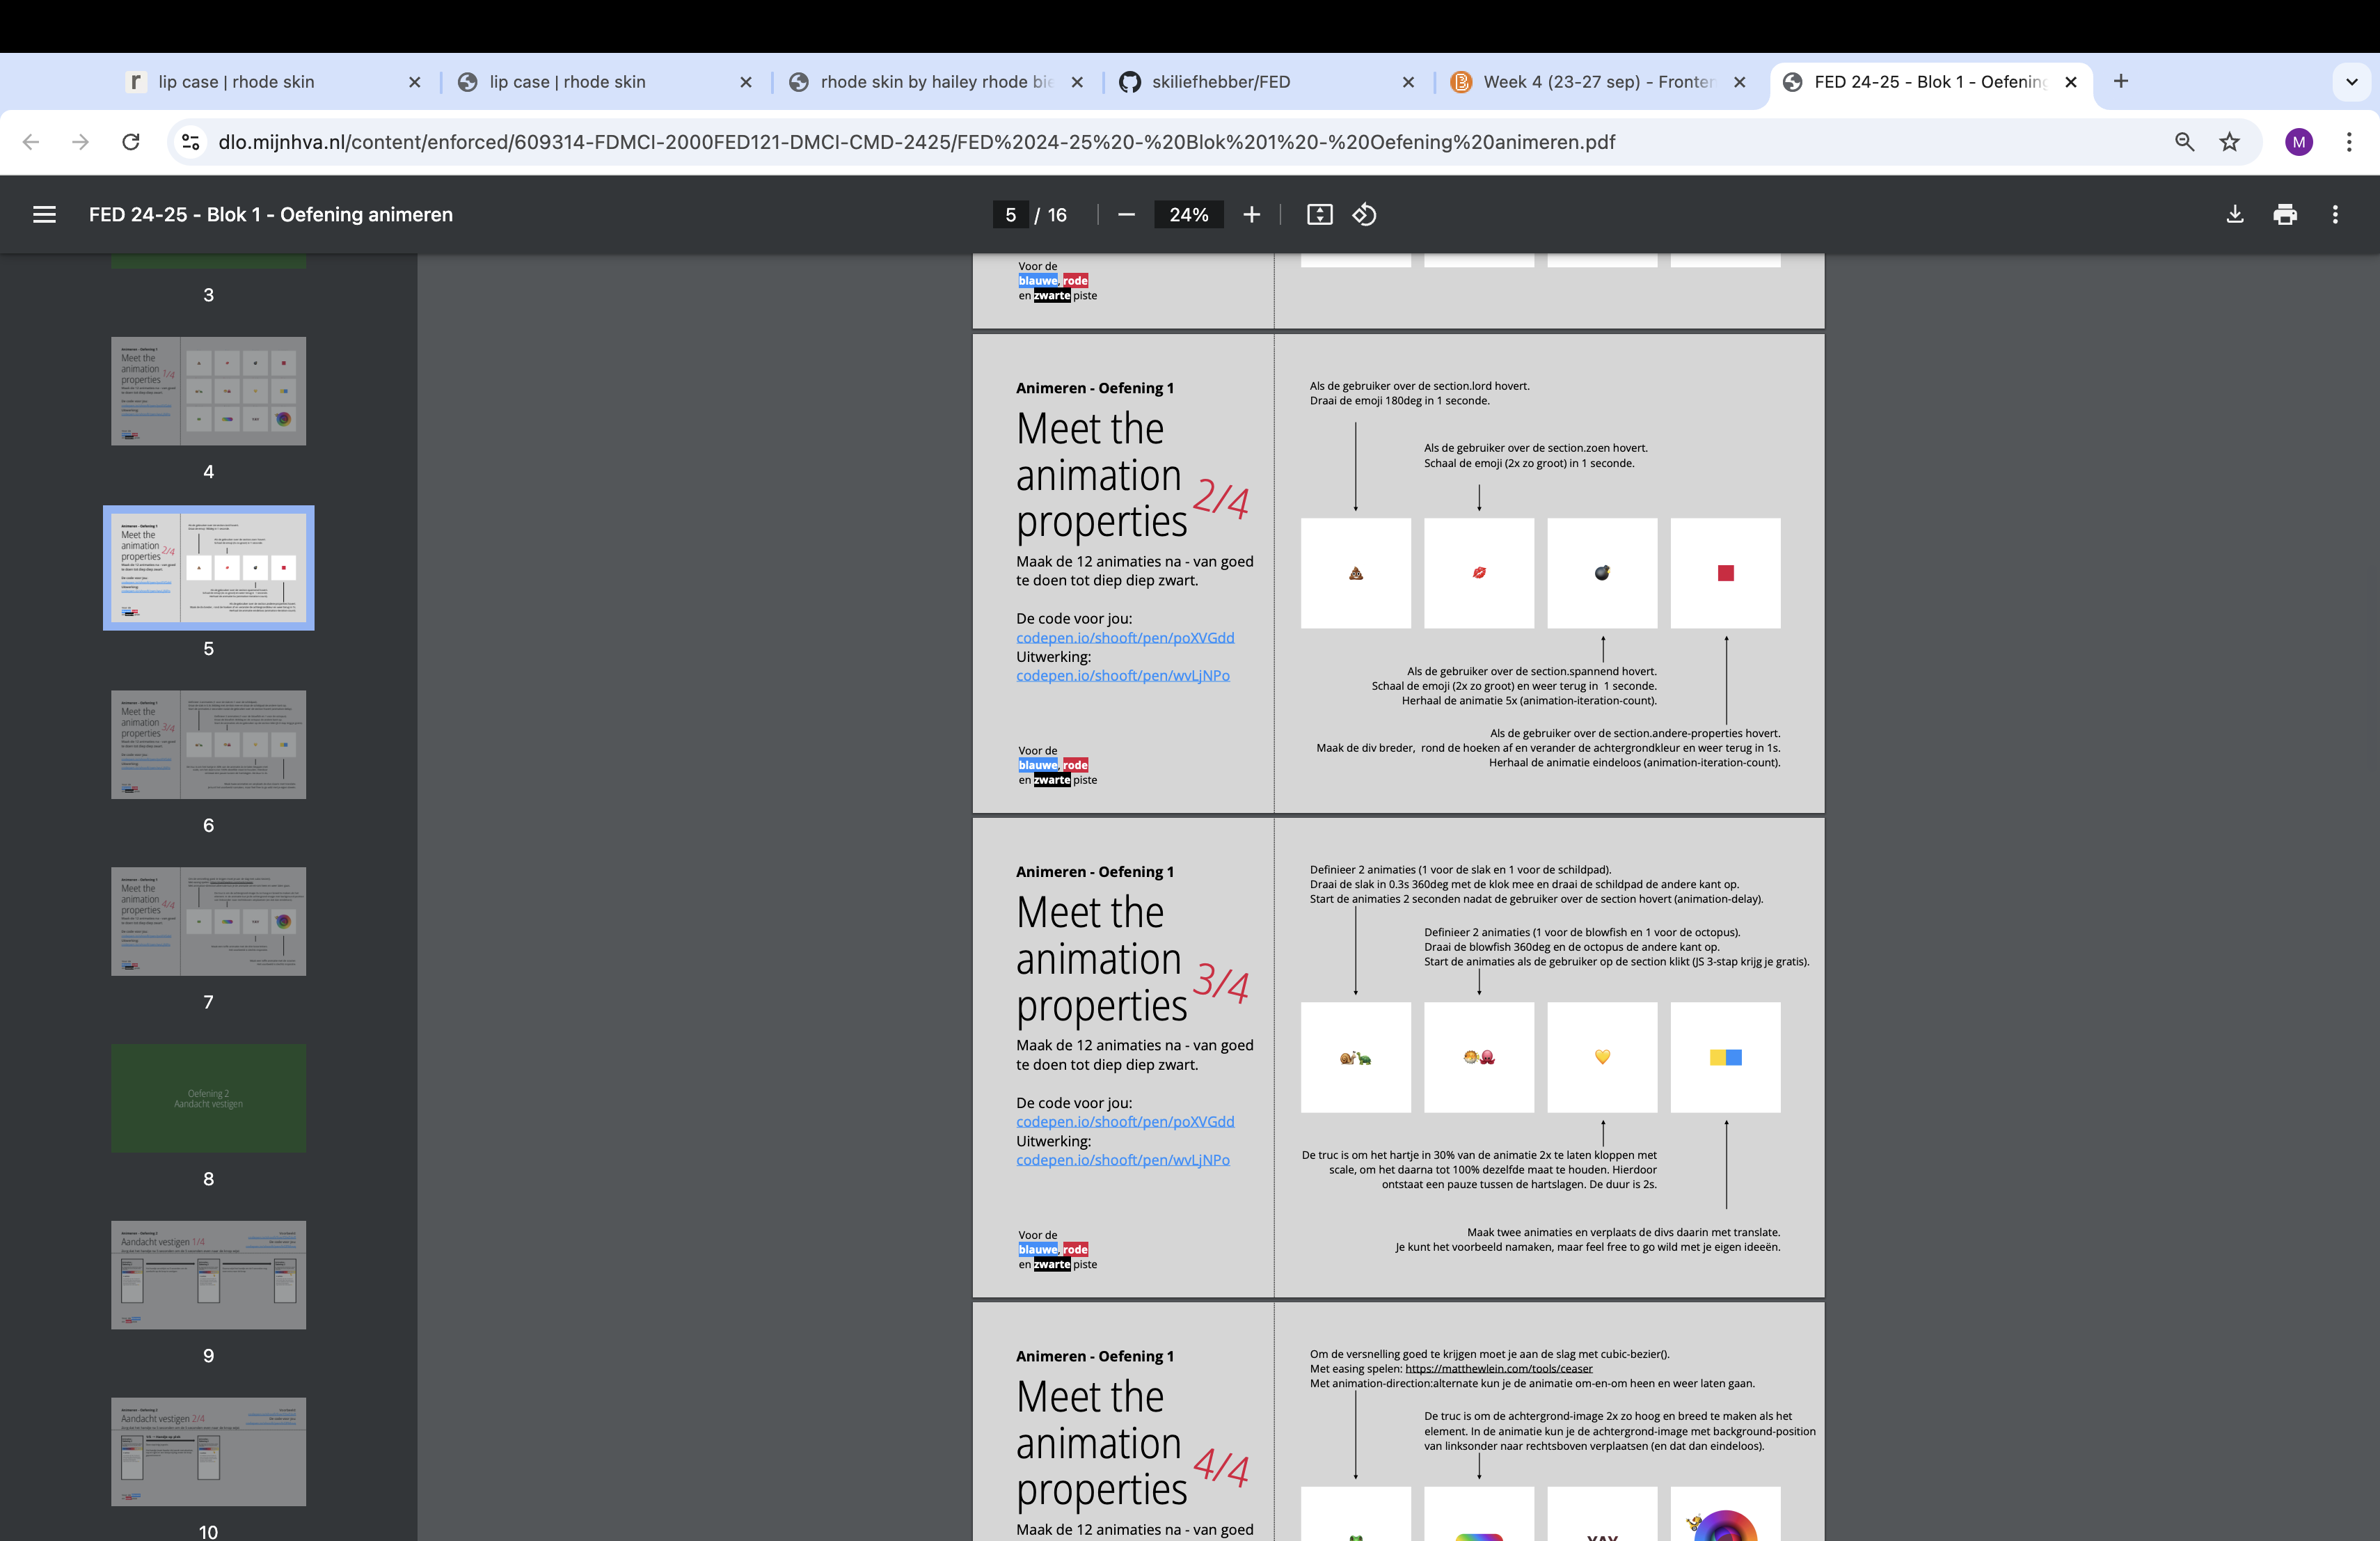 lip case | rhode skin
lip case | rhode skin
rhode skin by hailey rhode bie
skiliefhebber/FED
Week 4 (23-27 sep) - Fronter
FED 24-25 - Blok 1 - Oefening
dlo.mijnhva.nl/content/enforced/609314-FDMCI-2000FED121-DMCI-CMD-2425/FED%2024-25%20-%20Blok%201%20-%20Oefening%20animeren.pdf
M
FED 24-25 - Blok 1 - Oefening animeren
5 / 16
24%
3
4
5
6
7
Oefening 2
Aandacht vestigen
8
Aandacht vestigen 1/4
9
Aandacht vestigen 2/4
10
Voor de
blauwe, rode
en zwarte piste
Animeren - Oefening 1
Meet the
animation
properties
2/4
Maak de 12 animaties na - van goed
te doen tot diep diep zwart.
De code voor jou:
codepen.io/shooft/pen/poXVGdd
Uitwerking:
codepen.io/shooft/pen/wvLjNPo
Voor de
blauwe, rode
en zwarte piste
Als de gebruiker over de section.lord hovert.
Draai de emoji 180deg in 1 seconde.
Als de gebruiker over de section.zoen hovert.
Schaal de emoji (2x zo groot) in 1 seconde.
Als de gebruiker over de section.spannend hovert.
Schaal de emoji (2x zo groot) en weer terug in 1 seconde.
Herhaal de animatie 5x (animation-iteration-count).
Als de gebruiker over de section.andere-properties hovert.
Maak de div breder, rond de hoeken af en verander de achtergrondkleur en weer terug in 1s.
Herhaal de animatie eindeloos (animation-iteration-count).
Animeren - Oefening 1
Meet the
animation
properties
3/4
Maak de 12 animaties na - van goed
te doen tot diep diep zwart.
De code voor jou:
codepen.io/shooft/pen/poXVGdd
Uitwerking:
codepen.io/shooft/pen/wvLjNPo
Voor de
blauwe, rode
en zwarte piste
Definieer 2 animaties (1 voor de slak en 1 voor de schildpad).
Draai de slak in 0.3s 360deg met de klok mee en draai de schildpad de andere kant op.
Start de animaties 2 seconden nadat de gebruiker over de section hovert (animation-delay).
Definieer 2 animaties (1 voor de blowfish en 1 voor de octopus).
Draai de blowfish 360deg en de octopus de andere kant op.
Start de animaties als de gebruiker op de section klikt (JS 3-stap krijg je gratis).
De truc is om het hartje in 30% van de animatie 2x te laten kloppen met
scale, om het daarna tot 100% dezelfde maat te houden. Hierdoor
ontstaat een pauze tussen de hartslagen. De duur is 2s.
Maak twee animaties en verplaats de divs daarin met translate.
Je kunt het voorbeeld namaken, maar feel free to go wild met je eigen ideeën.
Animeren - Oefening 1
Meet the
animation
properties
4/4
Maak de 12 animaties na - van goed
Om de versnelling goed te krijgen moet je aan de slag met cubic-bezier().
Met easing spelen: https://matthewlein.com/tools/ceaser
Met animation-direction:alternate kun je de animatie om-en-om heen en weer laten gaan.
De truc is om de achtergrond-image 2x zo hoog en breed te maken als het
element. In de animatie kun je de achtergrond-image met background-position
van linksonder naar rechtsboven verplaatsen (en dat dan eindeloos).